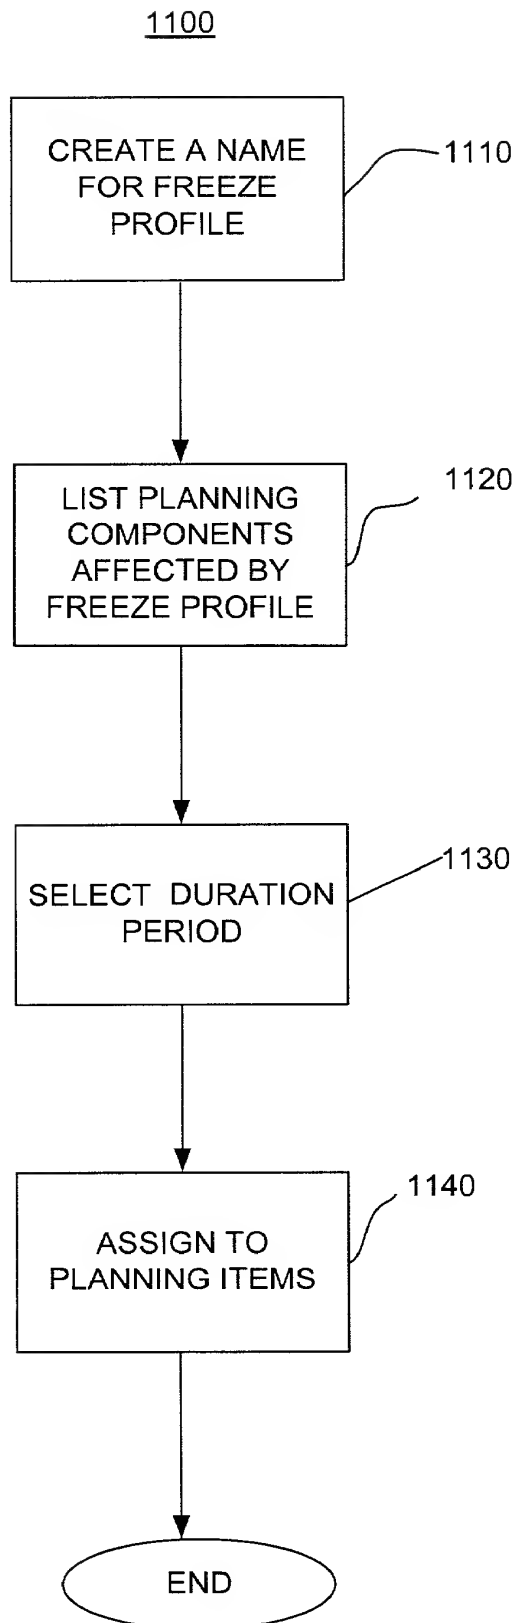 1100
CREATE A NAME
FOR FREEZE
PROFILE
1110
LIST PLANNING
COMPONENTS
AFFECTED BY
FREEZE PROFILE
1120
SELECT DURATION
PERIOD
1130
ASSIGN TO
PLANNING ITEMS
1140
END